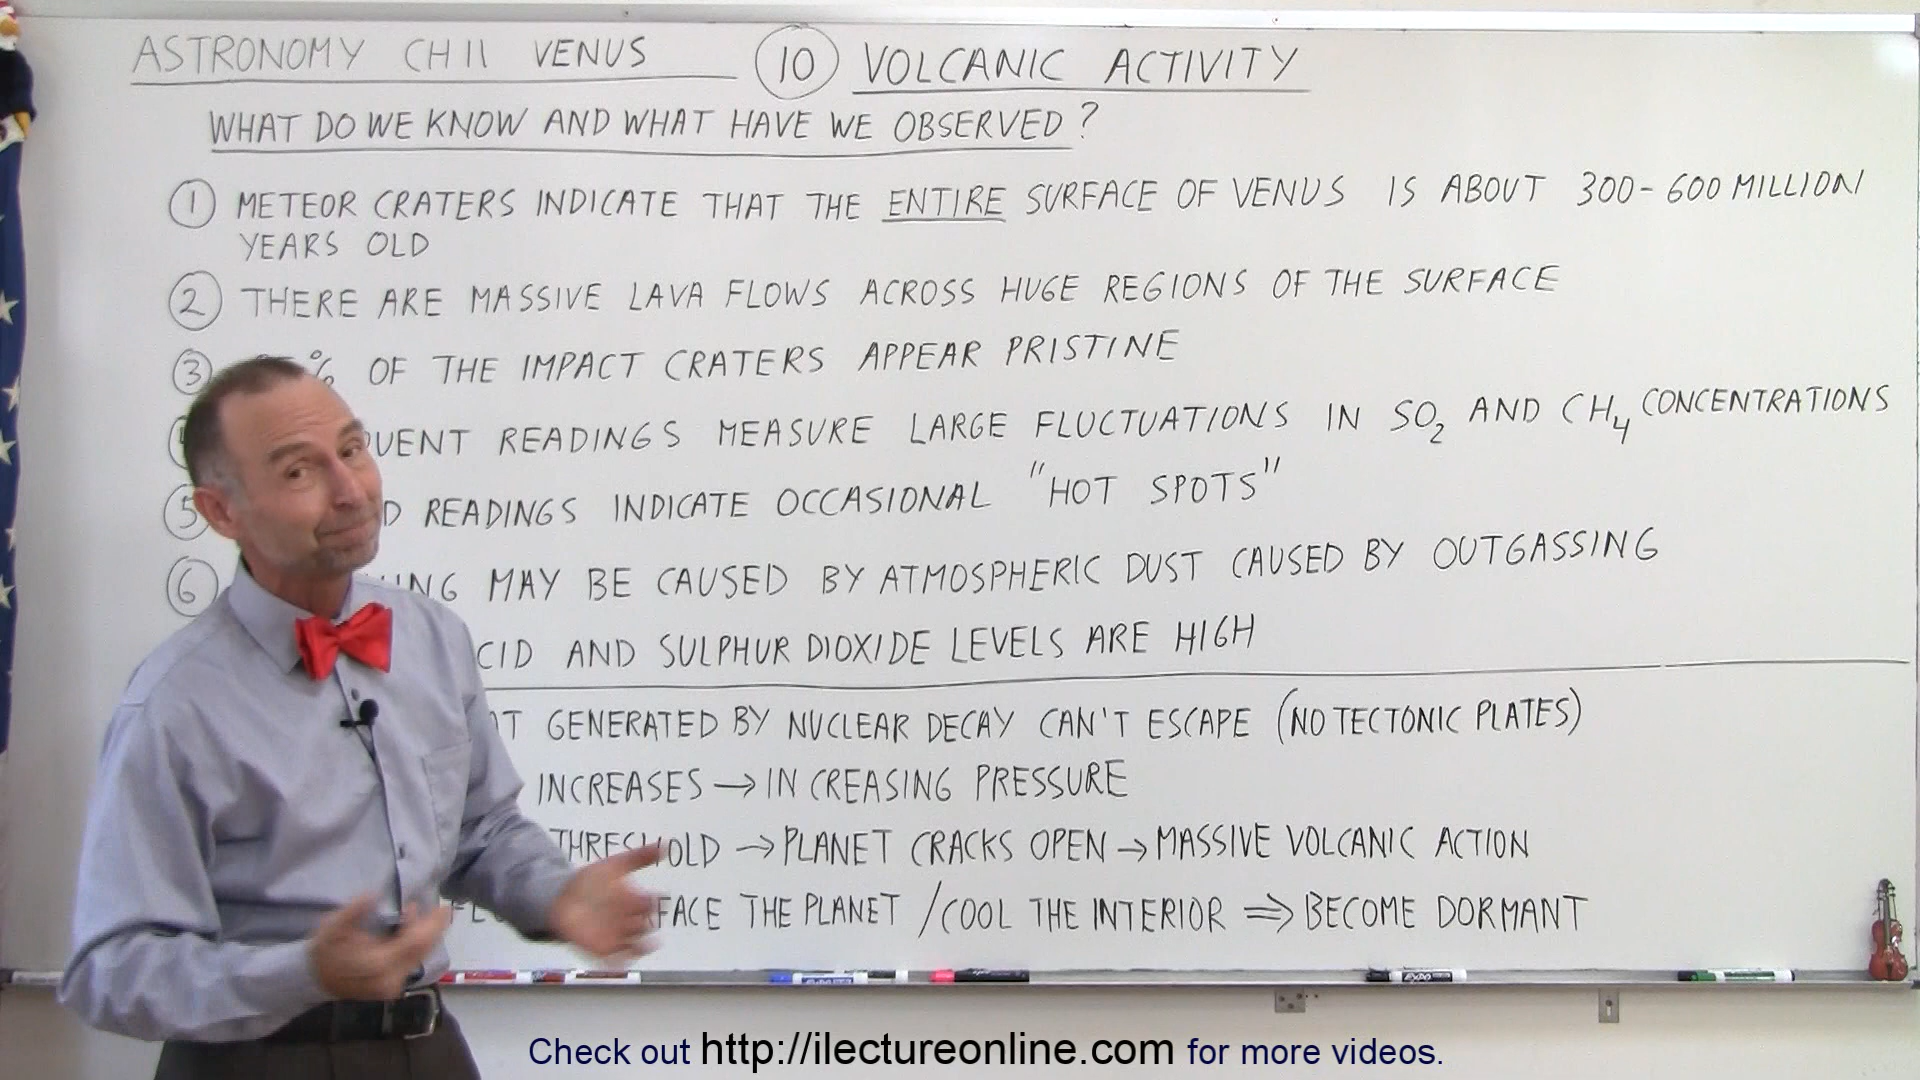 ASTRONOMY CH 11 VENUS 10 VOLCANIC ACTIVITY
WHAT DO WE KNOW AND WHAT HAVE WE OBSERVED?
1 METEOR CRATERS INDICATE THAT THE ENTIRE SURFACE OF VENUS IS ABOUT 300-600 MILLION
YEARS OLD
2 THERE ARE MASSIVE LAVA FLOWS ACROSS HUGE REGIONS OF THE SURFACE
3 % OF THE IMPACT CRATERS APPEAR PRISTINE
QUENT READINGS MEASURE LARGE FLUCTUATIONS IN SO2 AND CH4 CONCENTRATIONS
5 READINGS INDICATE OCCASIONAL "HOT SPOTS"
6 NING MAY BE CAUSED BY ATMOSPHERIC DUST CAUSED BY OUTGASSING
CID AND SULPHUR DIOXIDE LEVELS ARE HIGH
GENERATED BY NUCLEAR DECAY CAN'T ESCAPE (NO TECTONIC PLATES)
INCREASES → INCREASING PRESSURE
THRESHOLD → PLANET CRACKS OPEN → MASSIVE VOLCANIC ACTION
FACE THE PLANET / COOL THE INTERIOR ⇒ BECOME DORMANT
EXPO
Check out http://ilectureonline.com for more videos.